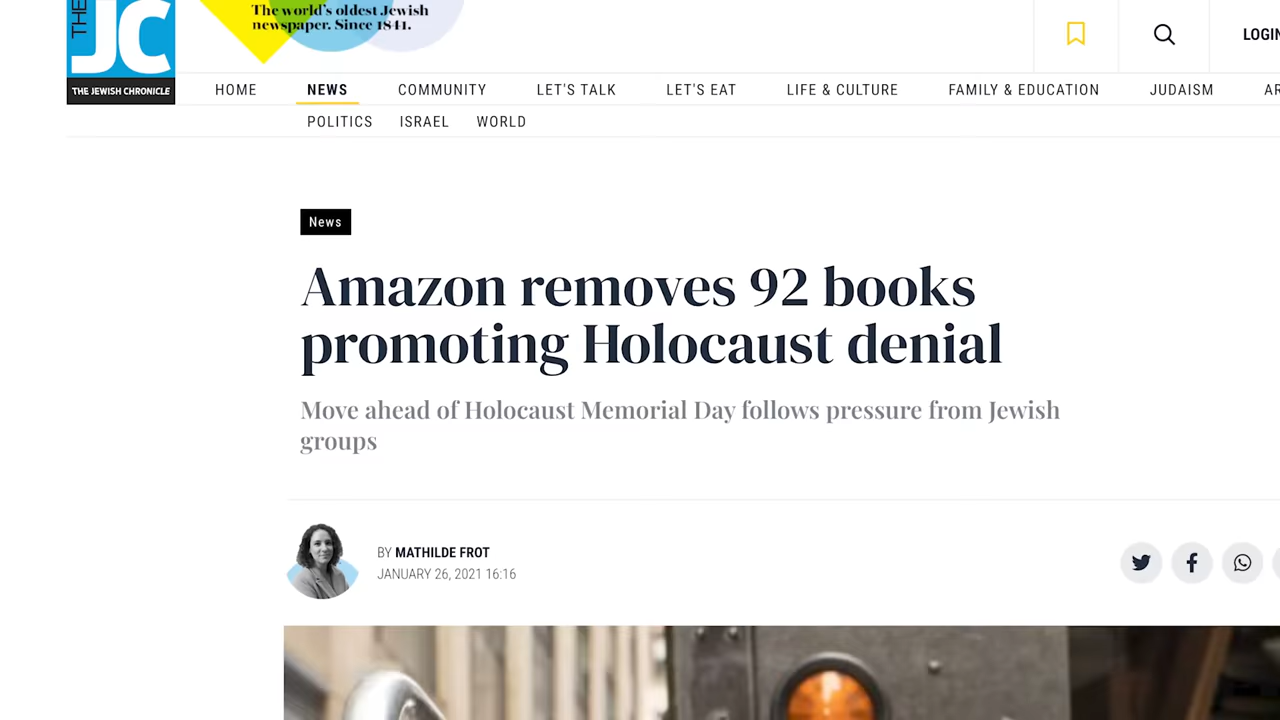 THE
JC
THE JEWISH CHRONICLE
The world's oldest Jewish
newspaper. Since 1841.
LOGIN
HOME NEWS COMMUNITY LET'S TALK LET'S EAT LIFE & CULTURE FAMILY & EDUCATION JUDAISM AR
POLITICS ISRAEL WORLD
News
Amazon removes 92 books
promoting Holocaust denial
Move ahead of Holocaust Memorial Day follows pressure from Jewish
groups
BY MATHILDE FROT
JANUARY 26, 2021 16:16